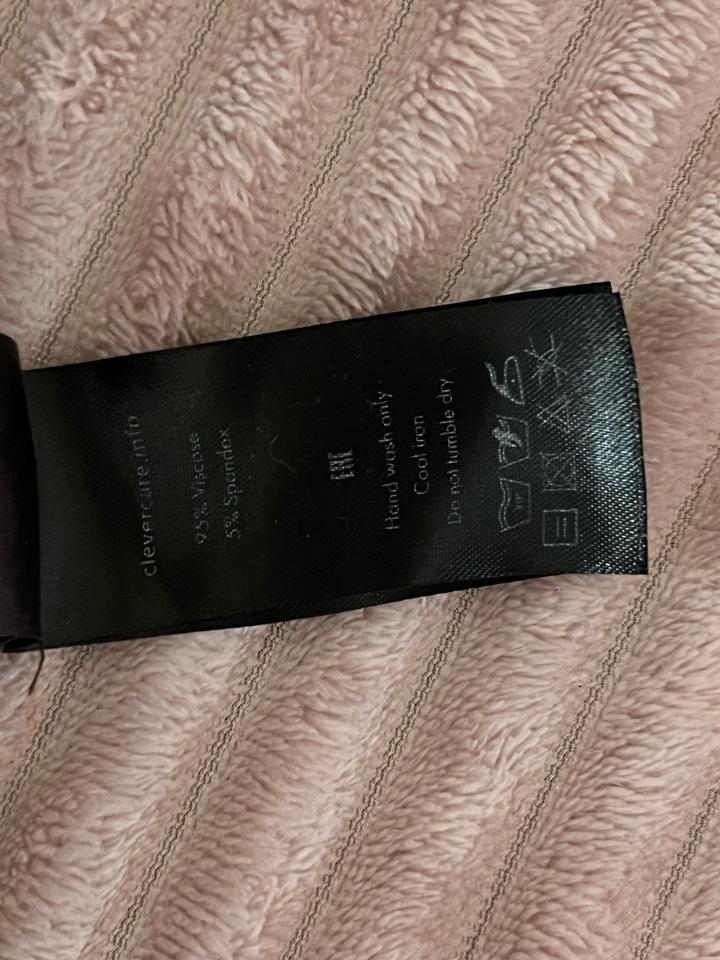 clevercare.info
95% Viscose
5% Spandex
EAC
Hand wash only
Cool iron
Do not tumble dry